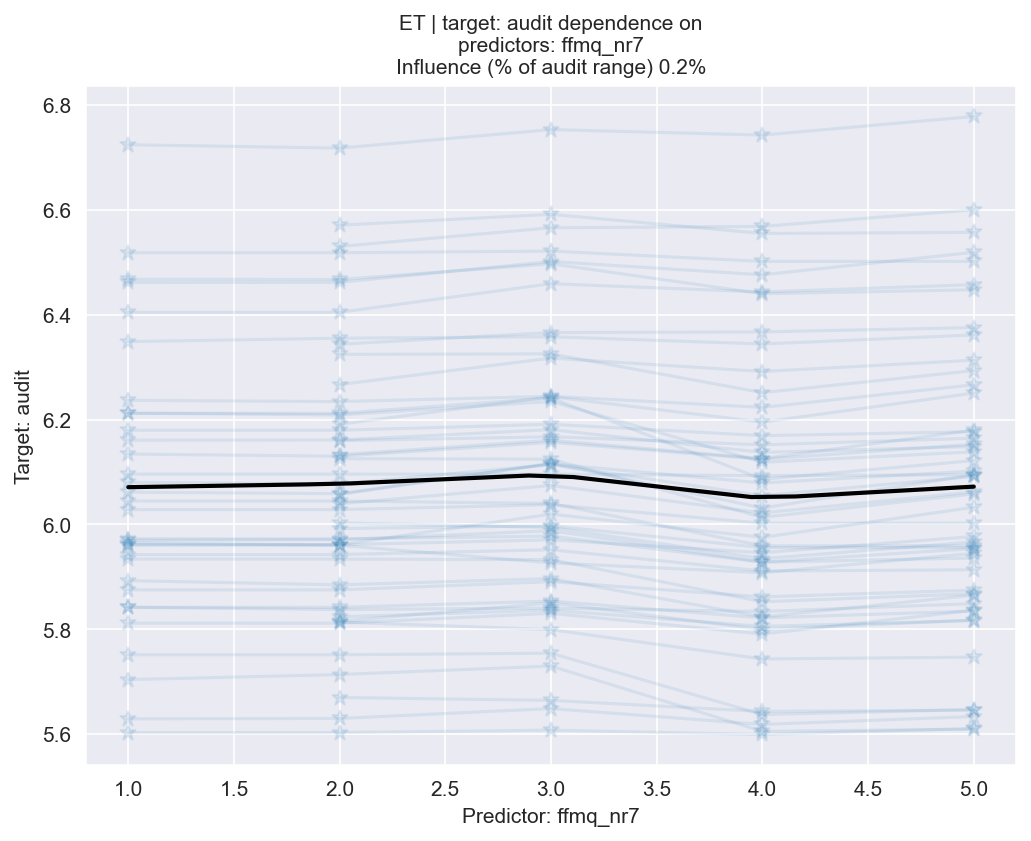 ET | target: audit dependence on
predictors: ffmq_nr7
Influence (% of audit range) 0.2%
6.8
6.6
6.4
6.2
6.0
5.8
5.6
Target: audit
1.0 1.5 2.0 2.5 3.0 3.5 4.0 4.5 5.0
Predictor: ffmq_nr7